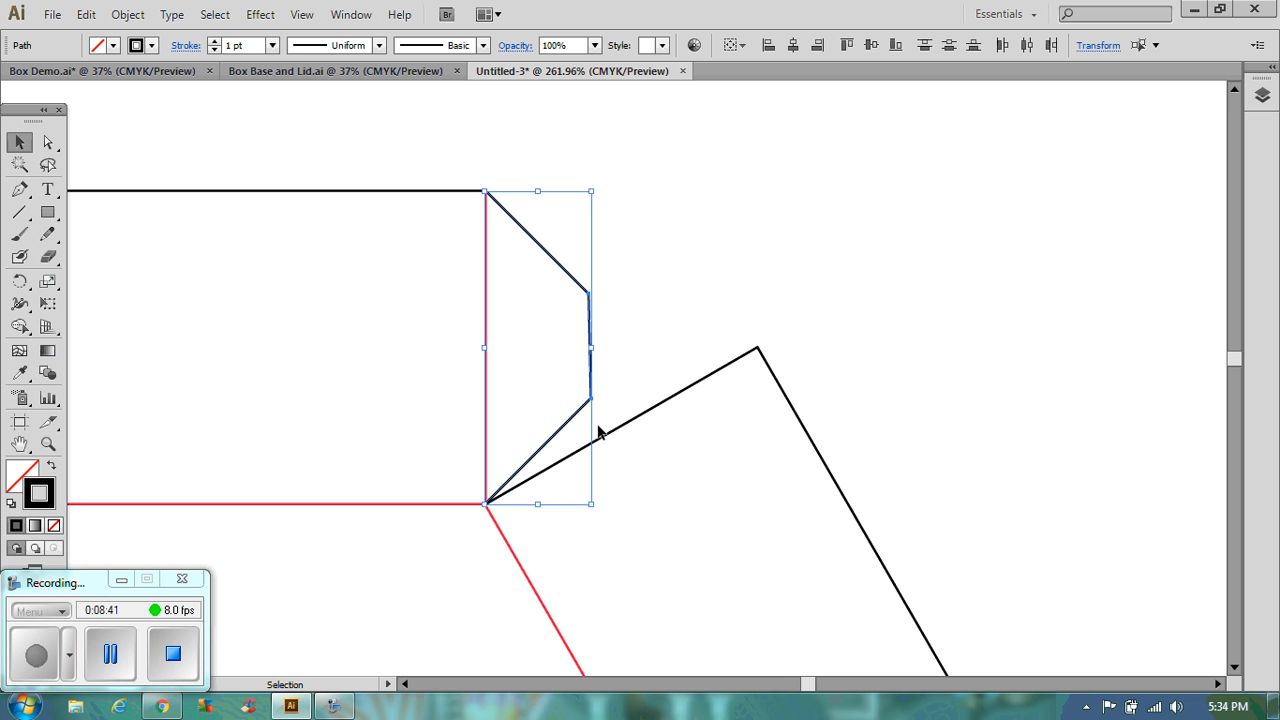 Ai File Edit Object Type Select Effect View Window Help Br Essentials
Path Stroke: 1 pt Uniform Basic Opacity: 100% Style: Transform
Box Demo.ai* @ 37% (CMYK/Preview) × Box Base and Lid.ai @ 37% (CMYK/Preview) × Untitled-3* @ 261.96% (CMYK/Preview) ×
T
Recording...
Menu 0:08:41 8.0 fps
Selection
Ai 5:34 PM